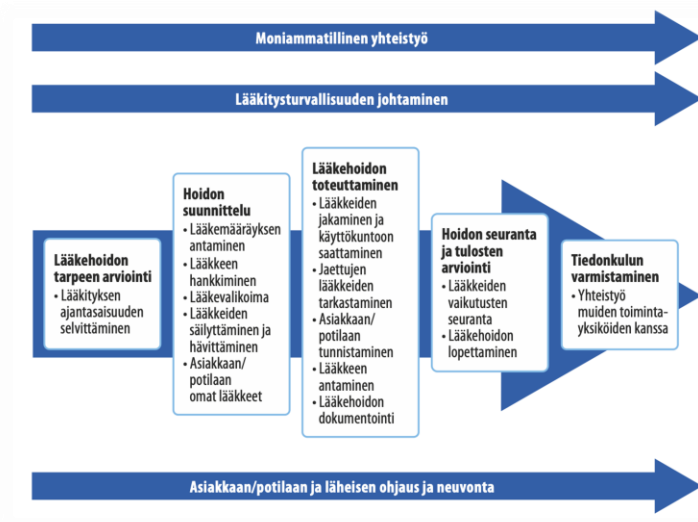 Moniammatillinen yhteistyö
Lääkitysturvallisuuden johtaminen
Lääkehoidon
tarpeen arviointi
• Lääkityksen
ajantasaisuuden
selvittäminen
Hoidon
suunnittelu
• Lääkemääräyksen
antaminen
• Lääkkeen
hankkiminen
• Lääkevalikoima
• Lääkkeiden
säilyttäminen ja
hävittäminen
• Asiakkaan/
potilaan
omat lääkkeet
Lääkehoidon
toteuttaminen
• Lääkkeiden
jakaminen ja
käyttökuntoon
saattaminen
• Jaettujen
lääkkeiden
tarkastaminen
• Asiakkaan/
potilaan
tunnistaminen
• Lääkkeen
antaminen
• Lääkehoidon
dokumentointi
Hoidon seuranta
ja tulosten
arviointi
• Lääkkeiden
vaikutusten
seuranta
• Lääkehoidon
lopettaminen
Tiedonkulun
varmistaminen
• Yhteistyö
muiden toiminta-
yksiköiden kanssa
Asiakkaan/potilaan ja läheisen ohjaus ja neuvonta